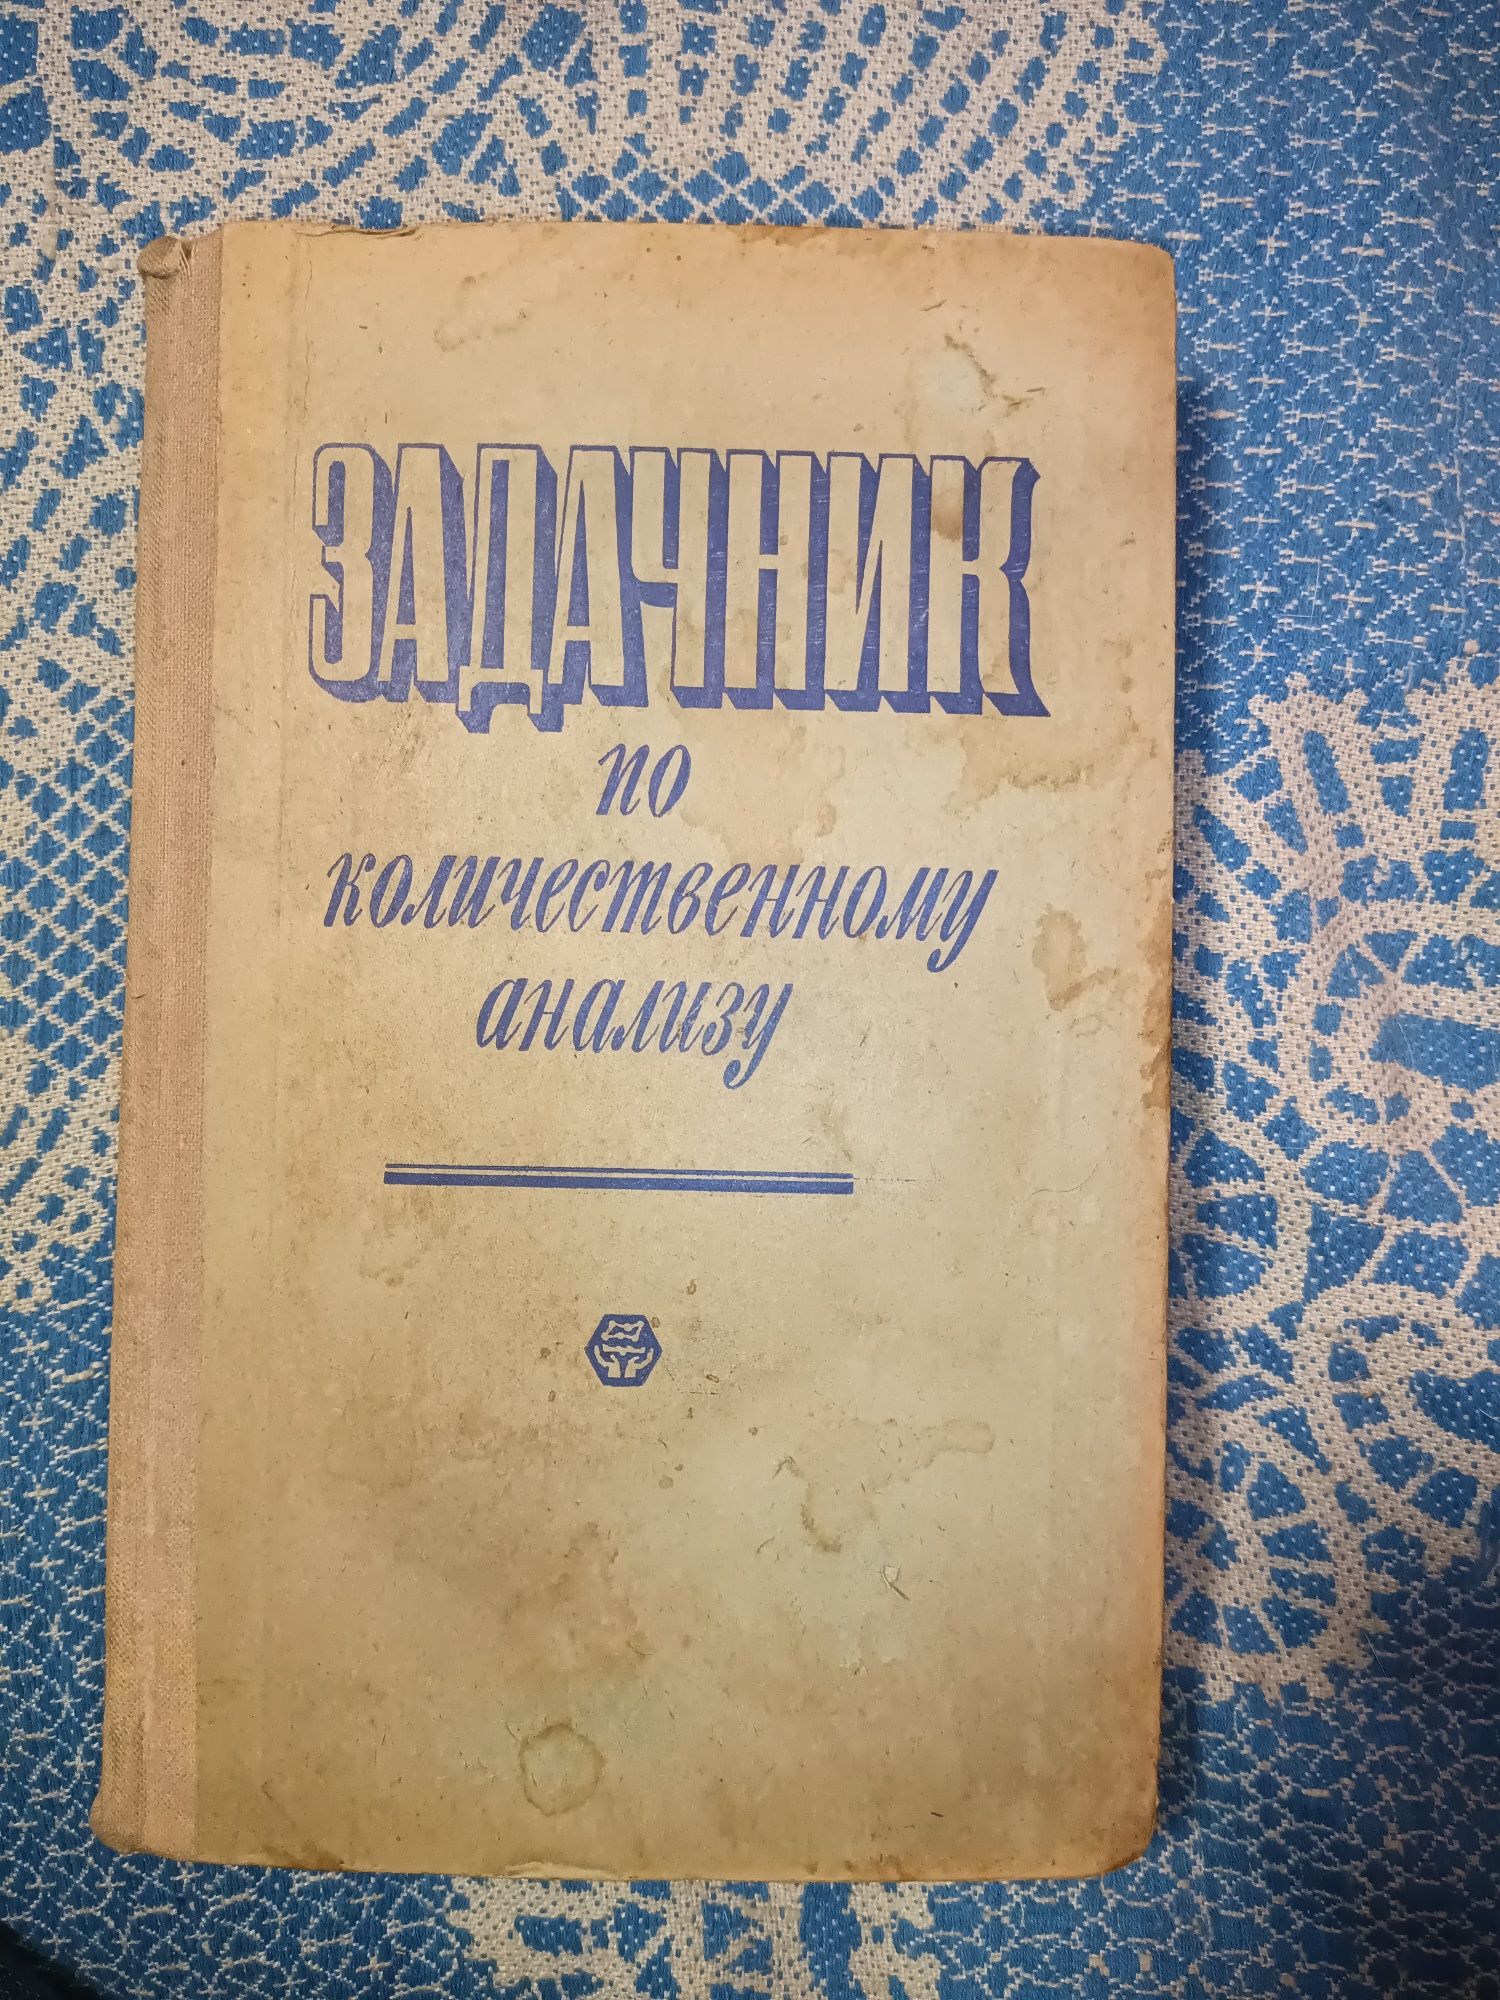 ЗАДАЧНИК
по
количественному
анализу